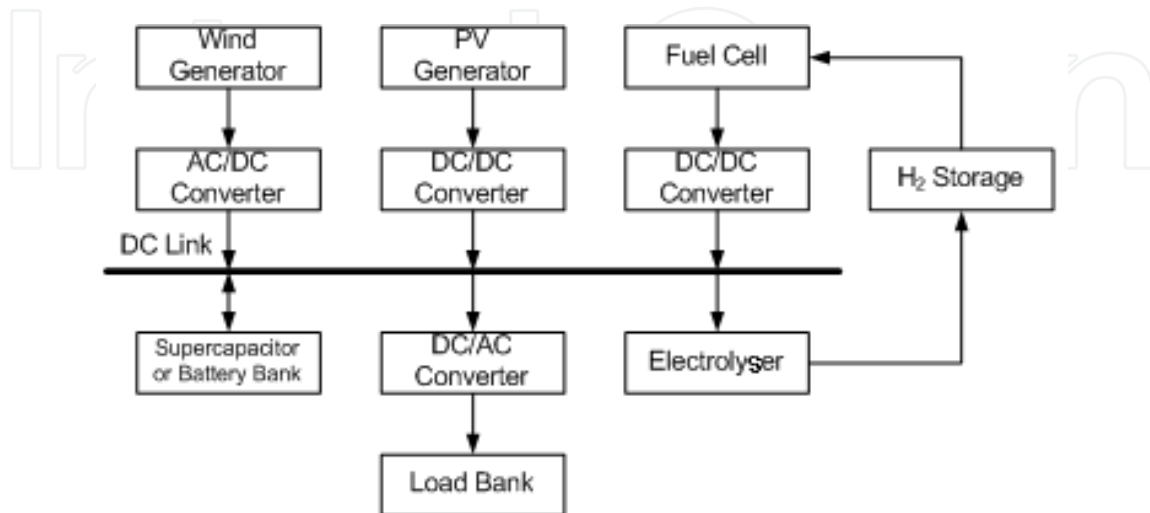 Wind
Generator
PV
Generator
Fuel Cell
AC/DC
Converter
DC/DC
Converter
DC/DC
Converter
H₂ Storage
DC Link
Supercapacitor
or Battery Bank
DC/AC
Converter
Electrolyser
Load Bank